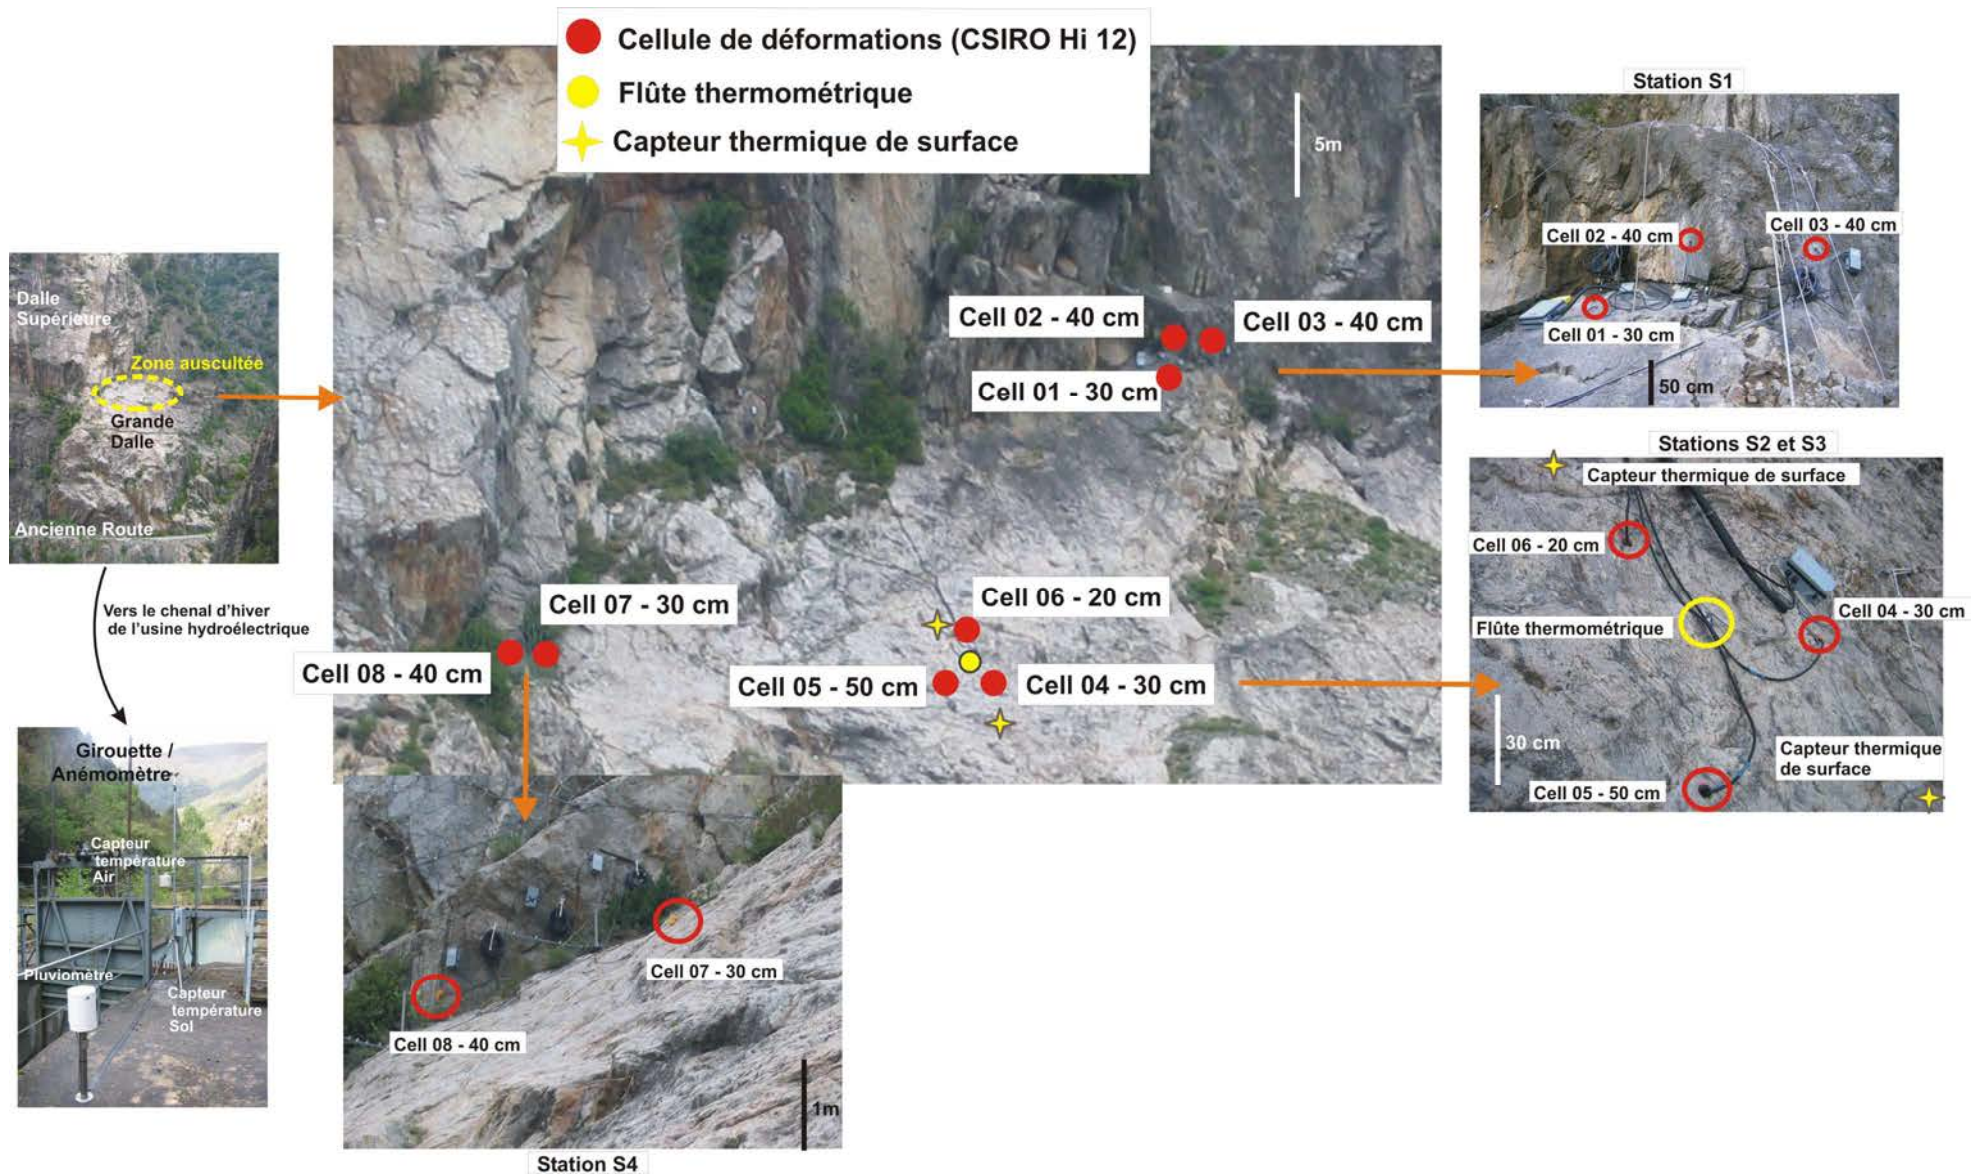 Cellule de déformations (CSIRO Hi 12)
Flûte thermométrique
Capteur thermique de surface
5m
Dalle
Supérieure
Zone auscultée
Grande
Dalle
Ancienne Route
Vers le chenal d'hiver
de l'usine hydroélectrique
Girouette /
Anémomètre
Capteur
température
Air
Pluviomètre
Capteur
température
Sol
Cell 02 - 40 cm
Cell 03 - 40 cm
Cell 01 - 30 cm
Cell 07 - 30 cm
Cell 08 - 40 cm
Cell 06 - 20 cm
Cell 05 - 50 cm
Cell 04 - 30 cm
Station S1
Cell 02 - 40 cm
Cell 03 - 40 cm
Cell 01 - 30 cm
50 cm
Stations S2 et S3
Capteur thermique de surface
Cell 06 - 20 cm
Cell 04 - 30 cm
Flûte thermométrique
30 cm
Capteur thermique
de surface
Cell 05 - 50 cm
Cell 07 - 30 cm
Cell 08 - 40 cm
1m
Station S4